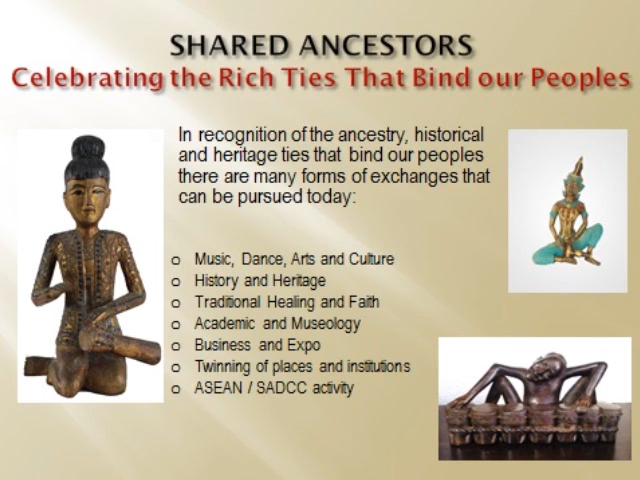 SHARED ANCESTORS
Celebrating the Rich Ties That Bind our Peoples
In recognition of the ancestry, historical
and heritage ties that bind our peoples
there are many forms of exchanges that
can be pursued today:
o Music, Dance, Arts and Culture
o History and Heritage
o Traditional Healing and Faith
o Academic and Museology
o Business and Expo
o Twinning of places and institutions
o ASEAN / SADCC activity